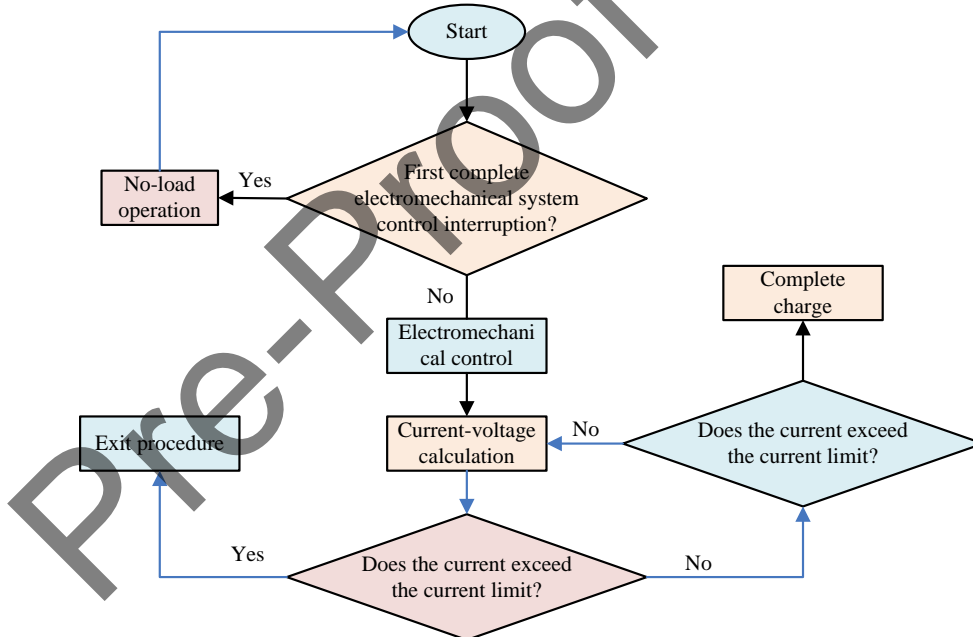 Start
First complete
electromechanical system
control interruption?
Yes
No-load
operation
No
Electromechani
cal control
Complete
charge
Exit procedure
Current-voltage
calculation
No
Does the current exceed
the current limit?
Yes
Does the current exceed
the current limit?
No
Pre-Proof